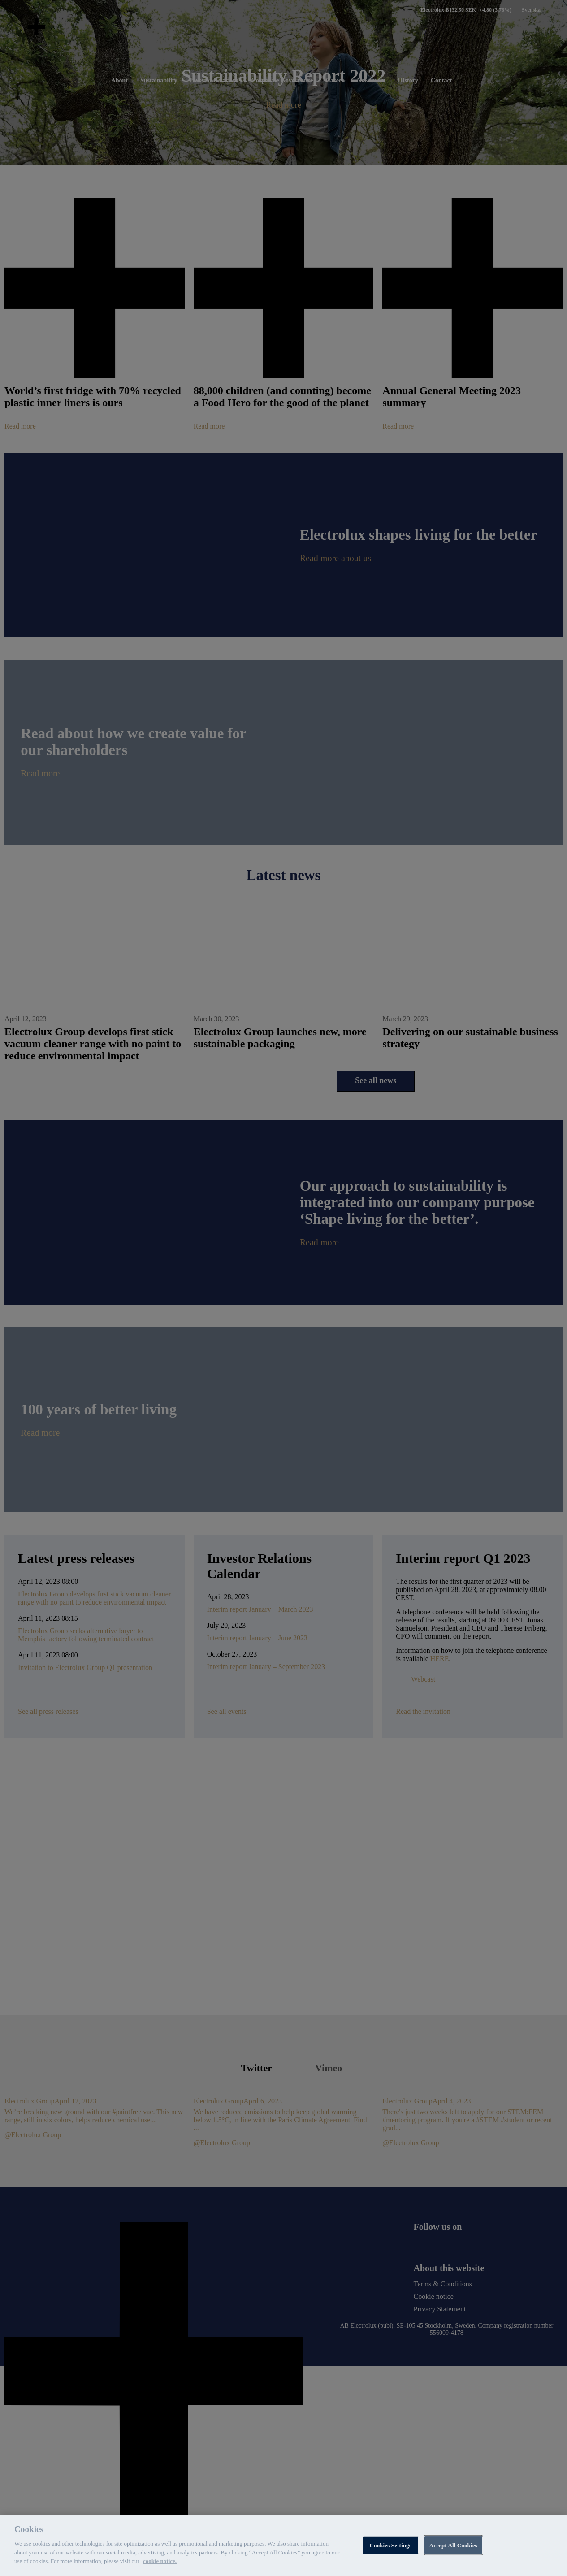 Electrolux B132.58 SEK
Svenska
Sustainability Report 2022
About
Sustainability
History
Contact
World’s first fridge with 70% recycled
plastic inner liners is ours
Read more
88,000 children (and counting) become
a Food Hero for the good of the planet
Read more
Annual General Meeting 2023
summary
Read more
Electrolux shapes living for the better
Read more about us
Read about how we create value for
our shareholders
Read more
Latest news
April 12, 2023
Electrolux Group develops first stick
vacuum cleaner range with no paint to
reduce environmental impact
March 30, 2023
Electrolux Group launches new, more
sustainable packaging
March 29, 2023
Delivering on our sustainable business
strategy
See all news
Our approach to sustainability is
integrated into our company purpose
‘Shape living for the better’.
Read more
100 years of better living
Read more
Latest press releases
April 12, 2023 08:00
Electrolux Group develops first stick vacuum cleaner
range with no paint to reduce environmental impact
April 11, 2023 08:15
Electrolux Group seeks alternative buyer to
Memphis factory following terminated contract
April 11, 2023 08:00
Invitation to Electrolux Group Q1 presentation
See all press releases
Investor Relations
Calendar
April 28, 2023
Interim report January – March 2023
July 20, 2023
Interim report January – June 2023
October 27, 2023
Interim report January – September 2023
See all events
Interim report Q1 2023
The results for the first quarter of 2023 will be
published on April 28, 2023, at approximately 08.00
CEST.
A telephone conference will be held following the
release of the results, starting at 09.00 CEST. Jonas
Samuelson, President and CEO and Therese Friberg,
CFO will comment on the report.
Information on how to join the telephone conference
is available HERE.
Webcast
Read the invitation
Twitter
Vimeo
Electrolux GroupApril 12, 2023
We’re breaking new ground with our #paintfree vac. This new
range, still in six colors, helps reduce chemical use,...
@Electrolux Group
Electrolux GroupApril 6, 2023
We have reduced emissions to help keep global warming
below 1.5°C, in line with the Paris Climate Agreement. Find
...
@Electrolux Group
Electrolux GroupApril 4, 2023
There's just two weeks left to apply for our STEM:FEM
#mentoring program. If you're a #STEM #student or recent
grad...
@Electrolux Group
Follow us on
About this website
Terms & Conditions
Cookie notice
Privacy Statement
AB Electrolux (publ), SE-105 45 Stockholm, Sweden. Company registration number
556009-4178
Cookies
We use cookies and other technologies for site optimization as well as promotional and marketing purposes. We also share information
about your use of our website with our social media, advertising, and analytics partners. By clicking “Accept All Cookies” you agree to our
use of cookies. For more information, please visit our cookie notice.
Cookies Settings
Accept All Cookies